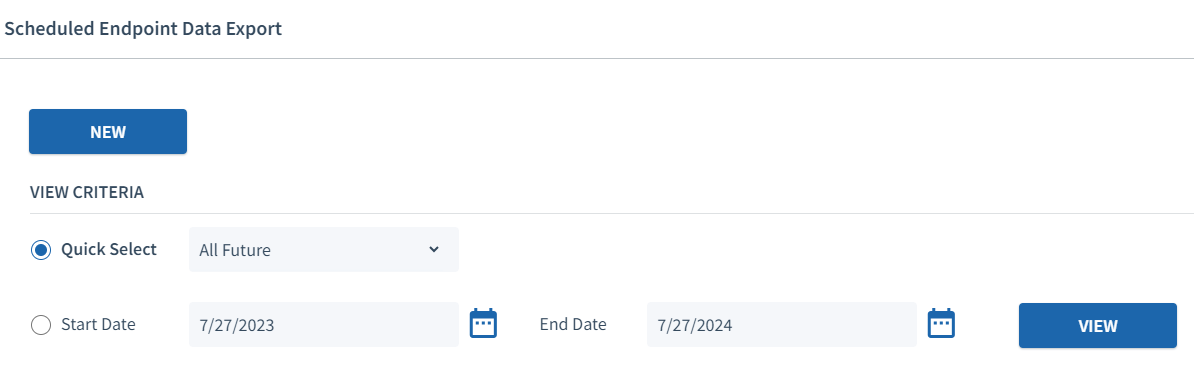 Scheduled Endpoint Data Export
NEW
VIEW CRITERIA
Quick Select All Future
Start Date 7/27/2023 End Date 7/27/2024 VIEW